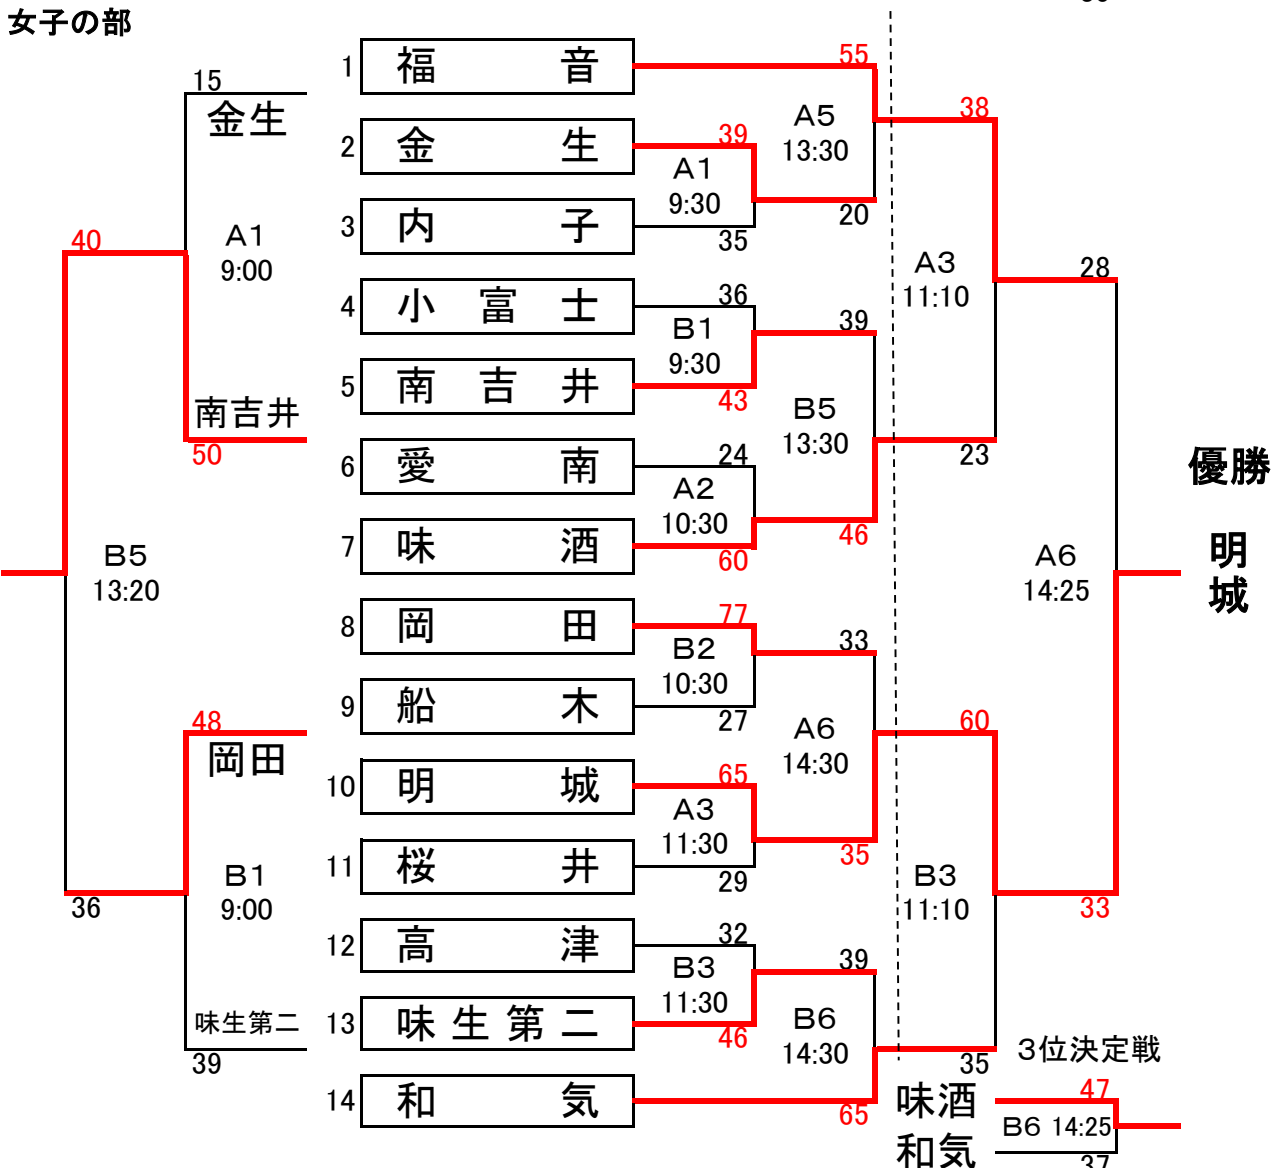 女子の部
15
金生
A1
9:00
南吉井
50
40
B5
13:20
48
岡田
B1
9:00
味生第二
39
36
1 福音
2 金生
3 内子
4 小富士
5 南吉井
6 愛南
7 味酒
8 岡田
9 船木
10 明城
11 桜井
12 高津
13 味生第二
14 和気
39
A1
9:30
35
36
B1
9:30
43
24
A2
10:30
60
77
B2
10:30
27
65
A3
11:30
29
32
B3
11:30
46
55
A5
13:30
20
39
B5
13:30
46
33
A6
14:30
35
39
B6
14:30
65
38
A3
11:10
23
60
B3
11:10
35
28
A6
14:25
33
優勝
明
城
3位決定戦
味酒
47
B6 14:25
和気
37